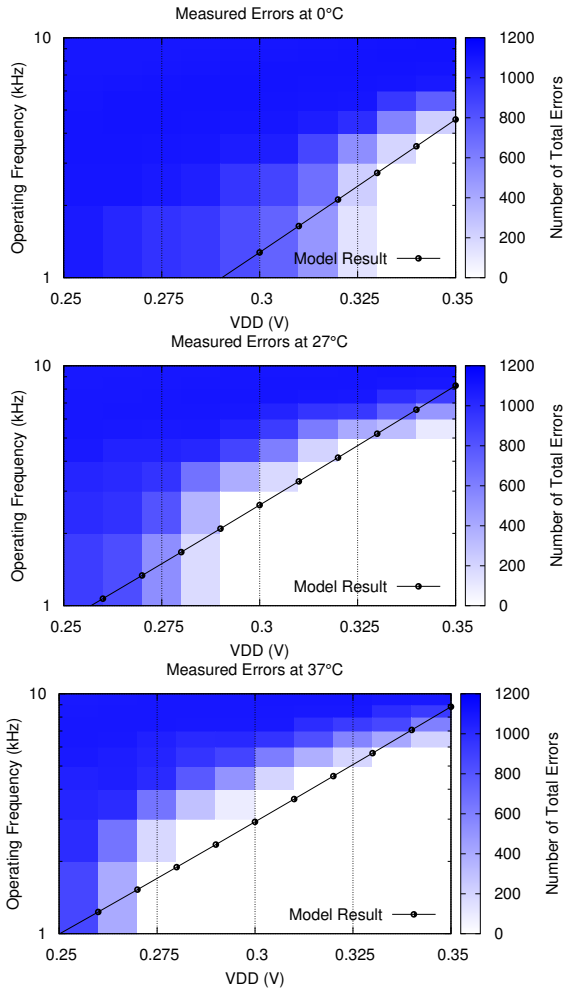 Measured Errors at 0°C
10
1
Operating Frequency (kHz)
0.25
0.275
0.3
0.325
0.35
VDD (V)
Model Result
1200
1000
800
600
400
200
0
Number of Total Errors
Measured Errors at 27°C
10
1
Operating Frequency (kHz)
0.25
0.275
0.3
0.325
0.35
VDD (V)
Model Result
1200
1000
800
600
400
200
0
Number of Total Errors
Measured Errors at 37°C
10
1
Operating Frequency (kHz)
0.25
0.275
0.3
0.325
0.35
VDD (V)
Model Result
1200
1000
800
600
400
200
0
Number of Total Errors